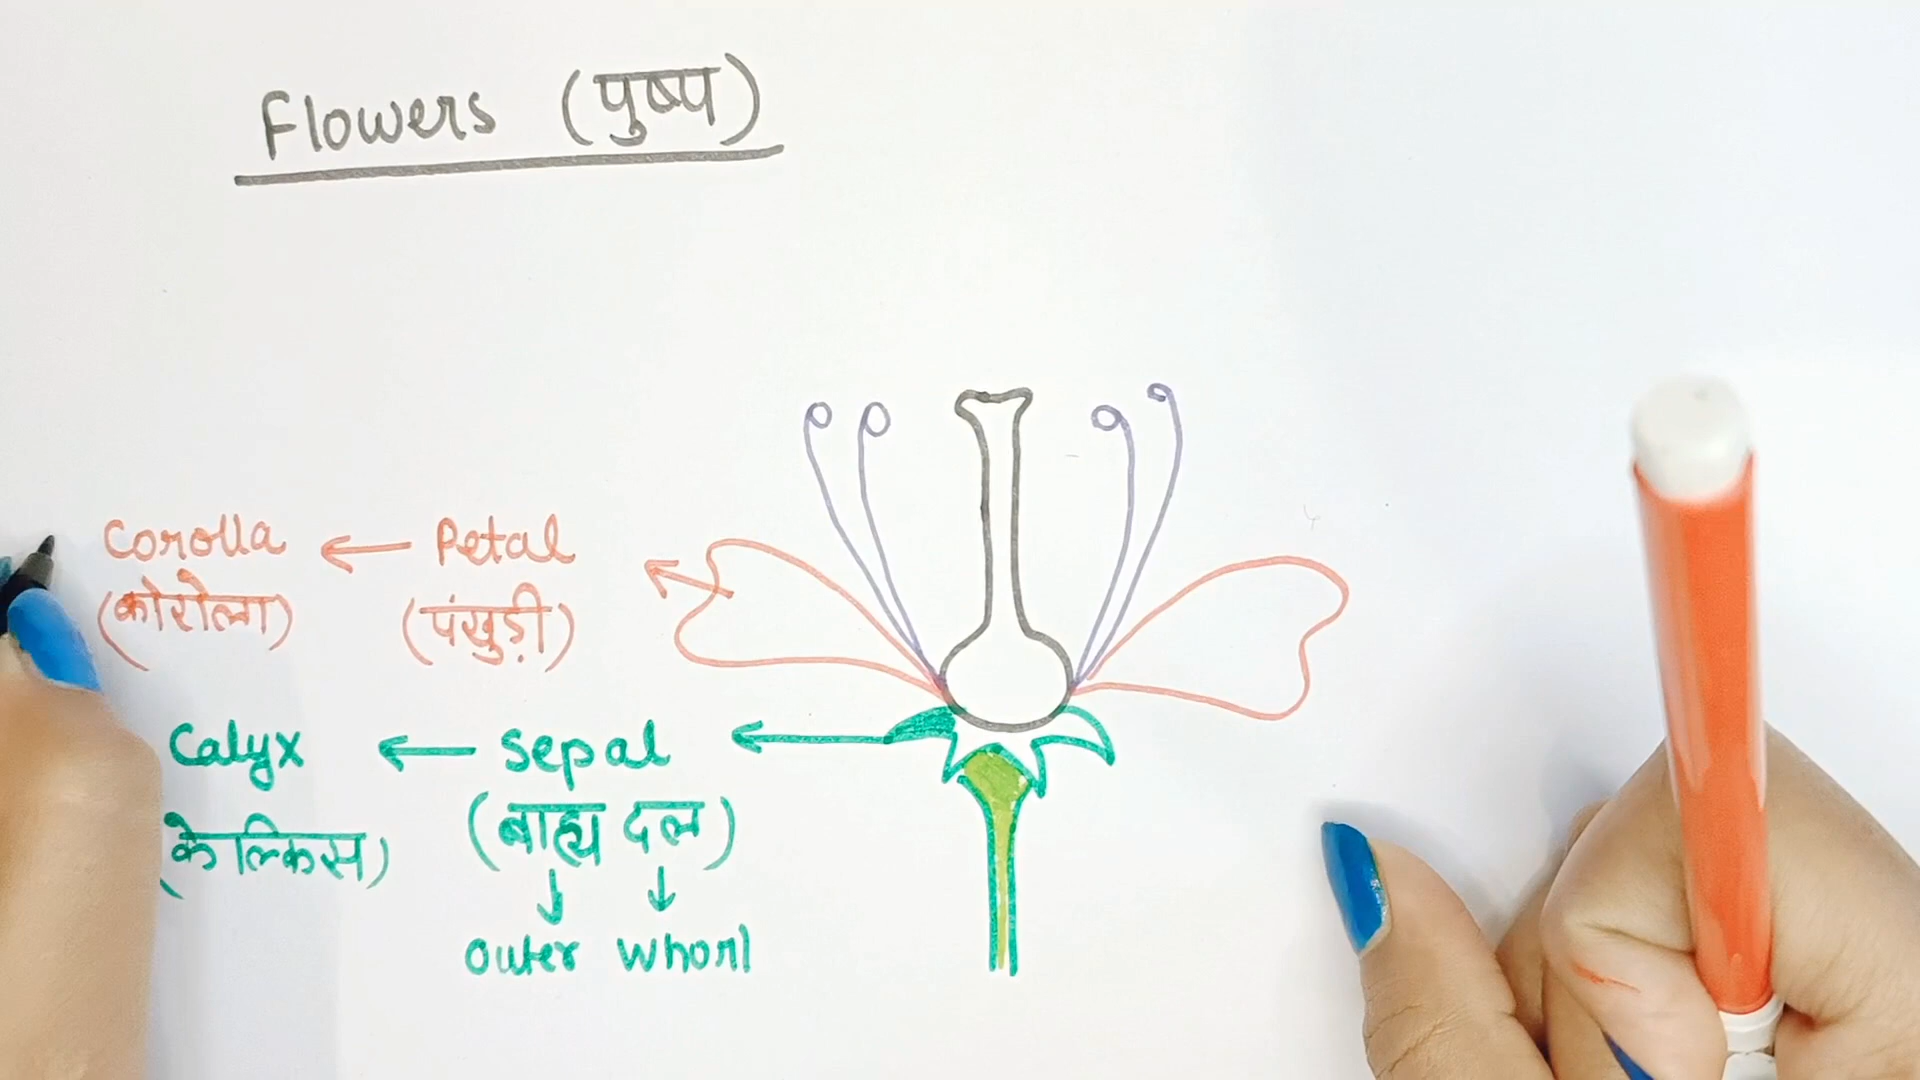 Flowers (पुष्प)
Corolla ← Petal
(कोरोला) (पंखुड़ी)
Calyx ← Sepal ←
(केल्किस) (बाह्य दल)
↓ ↓
outer whorl